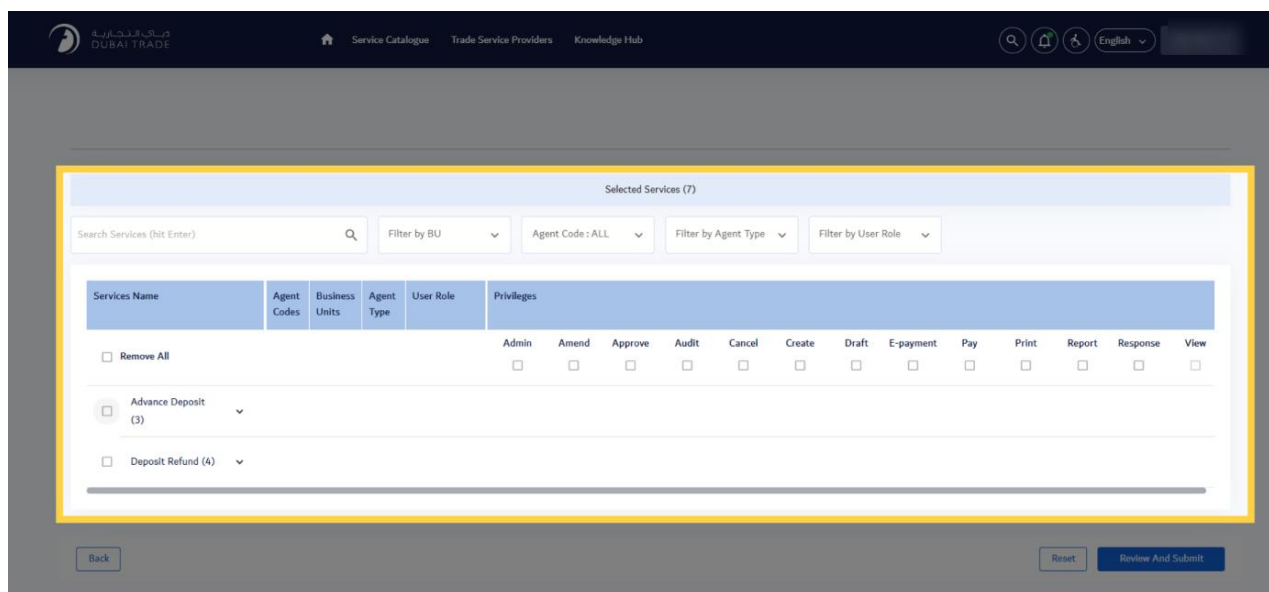 دبي التجارية
DUBAI TRADE
Service Catalogue Trade Service Providers Knowledge Hub
English
Selected Services (7)
Search Services (hit Enter) Filter by BU Agent Code : ALL Filter by Agent Type Filter by User Role
Services Name Agent Codes Business Units Agent Type User Role Privileges
Remove All Admin Amend Approve Audit Cancel Create Draft E-payment Pay Print Report Response View
Advance Deposit
(3)
Deposit Refund (4)
Back Reset Review And Submit